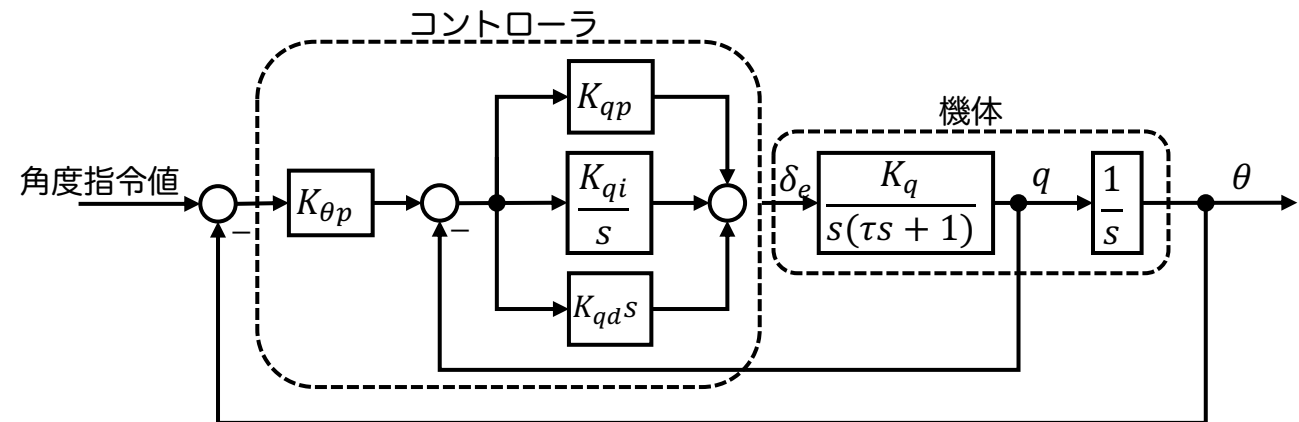 コントローラ
機体
角度指令値
−
K_{θp}
−
K_{qp}
K_{qi}
s
K_{qd}s
δ_e
K_q
s(τs + 1)
q
1
s
θ